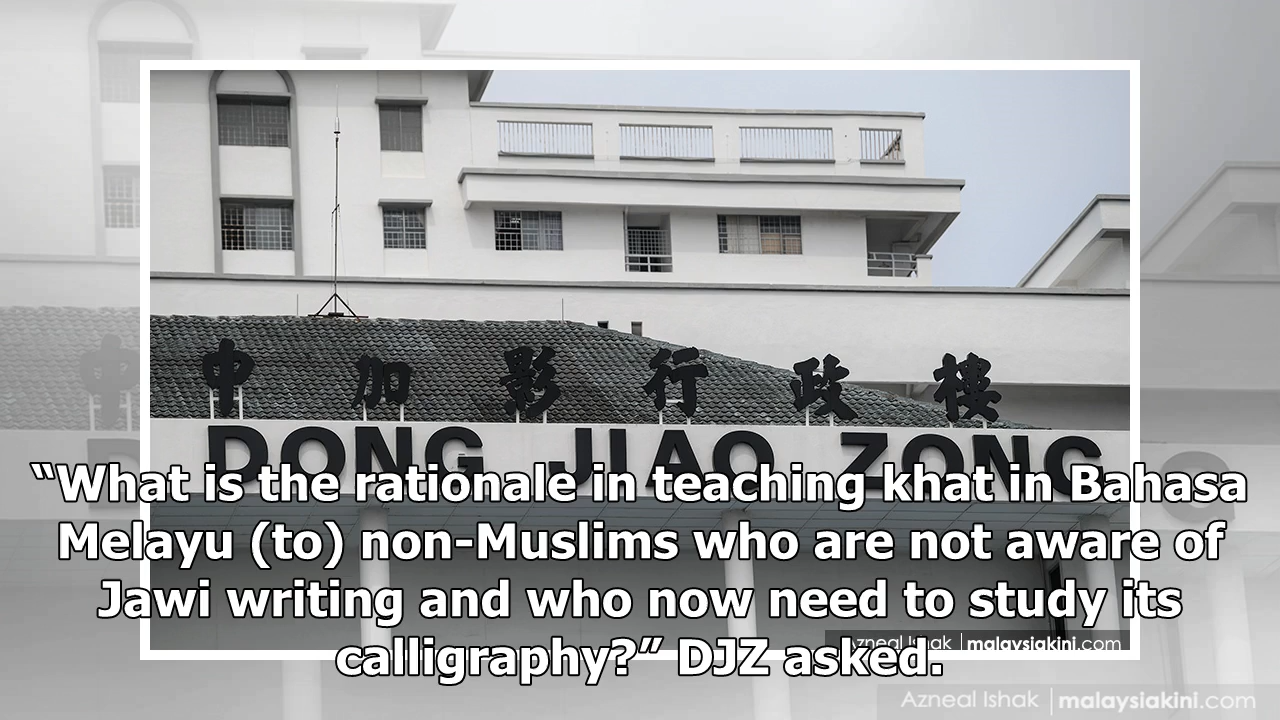 中加影行政樓
DONG JIAO ZONG
“What is the rationale in teaching khat in Bahasa
Melayu (to) non-Muslims who are not aware of
Jawi writing and who now need to study its
calligraphy?” DJZ asked.
Azneal Ishak | malaysiakini.com
Azneal Ishak | malaysiakini.com